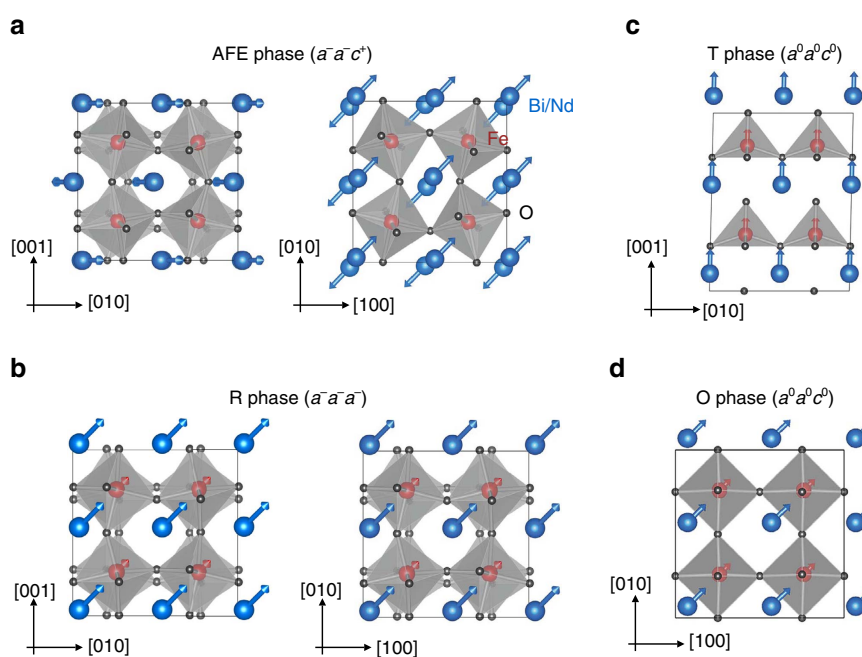 a
AFE phase (a⁻a⁻c⁺)
Bi/Nd
Fe
O
[001]
[010]
[010]
[100]
c
T phase (a⁰a⁰c⁰)
[001]
[010]
b
R phase (a⁻a⁻a⁻)
[001]
[010]
[010]
[100]
d
O phase (a⁰a⁰c⁰)
[010]
[100]